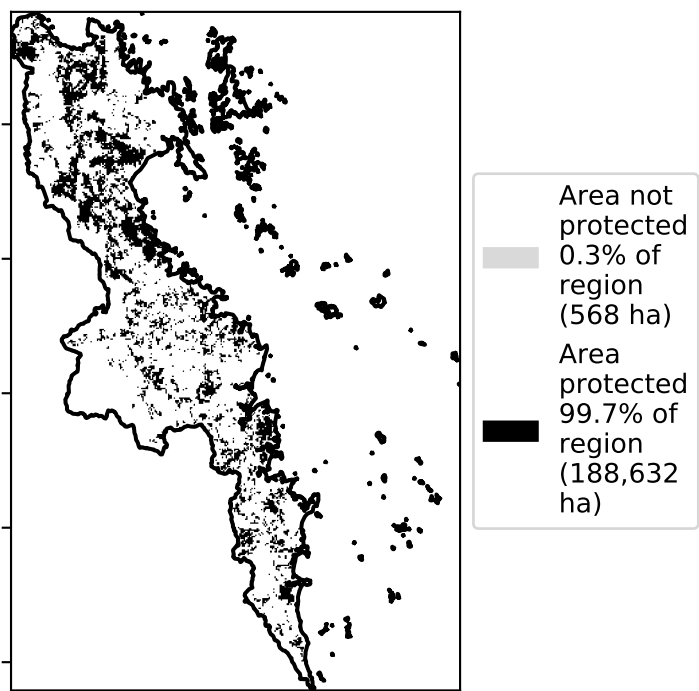 Area not
protected
0.3% of
region
(568 ha)
Area
protected
99.7% of
region
(188,632
ha)